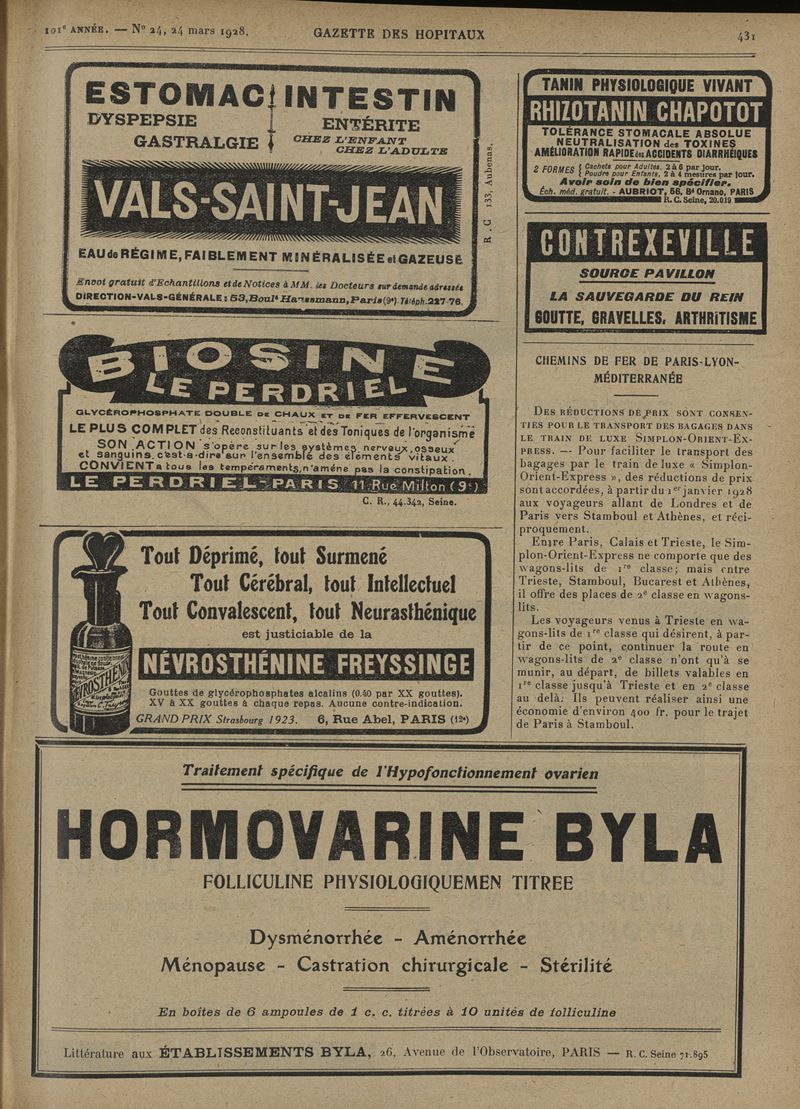 101e ANNÉE. — N° 24, 24 mars 1928.
GAZETTE DES HOPITAUX
431
ESTOMAC INTESTIN
DYSPEPSIE
GASTRALGIE
ENTÉRITE
CHEZ L'ENFANT
CHEZ L'ADULTE
VALS-SAINT-JEAN
EAU de RÉGIME, FAIBLEMENT MINÉRALISÉE et GAZEUSE
Envoi gratuit d'Echantillons et de Notices à MM. les Docteurs sur demande adressée
DIRECTION-VALS-GÉNÉRALE: 53, Boulᵈ Haussmann, Paris (9ᵉ) Téléph. 227-76.
R. C 133, Aubenas.
BIOSINE
LE PERDRIEL
GLYCÉROPHOSPHATE DOUBLE DE CHAUX ET DE FER EFFERVESCENT
LE PLUS COMPLET des Reconstituants et des Toniques de l'organisme
SON ACTION s'opère sur les systèmes nerveux, osseux
et sanguins, c'est-à-dire sur l'ensemble des éléments vitaux.
CONVIENT à tous les tempéraments, n'amène pas la constipation.
LE PERDRIEL-PARIS 11 Rue Milton (9ᵉ)
C. R., 44.342, Seine.
Tout Déprimé, tout Surmené
Tout Cérébral, tout Intellectuel
Tout Convalescent, tout Neurasthénique
est justiciable de la
NÉVROSTHÉNINE FREYSSINGE
Gouttes de glycérophosphates alcalins (0.40 par XX gouttes).
XV à XX gouttes à chaque repas. Aucune contre-indication.
GRAND PRIX Strasbourg 1923. 6, Rue Abel, PARIS (12ᵉ)
NÉVROSTHÉNINE
TANIN PHYSIOLOGIQUE VIVANT
RHIZOTANIN CHAPOTOT
TOLÉRANCE STOMACALE ABSOLUE
NEUTRALISATION des TOXINES
AMÉLIORATION RAPIDE des ACCIDENTS DIARRHÉIQUES
2 FORMES { Cachets pour Adultes, 2 à 6 par jour.
{ Poudre pour Enfants, 2 à 4 mesures par jour.
Avoir soin de bien spécifier.
Éch. méd. gratuit. - AUBRIOT, 56, Bᵈ Ornano, PARIS
R. C. Seine, 20.019
CONTREXEVILLE
SOURCE PAVILLON
LA SAUVEGARDE DU REIN
GOUTTE, GRAVELLES, ARTHRITISME
CHEMINS DE FER DE PARIS-LYON-
MÉDITERRANÉE
DES RÉDUCTIONS DE PRIX SONT CONSEN-
TIES POUR LE TRANSPORT DES BAGAGES DANS
LE TRAIN DE LUXE SIMPLON-ORIENT-EX-
PRESS. — Pour faciliter le transport des
bagages par le train de luxe « Simplon-
Orient-Express », des réductions de prix
sont accordées, à partir du 1er janvier 1928
aux voyageurs allant de Londres et de
Paris vers Stamboul et Athènes, et réci-
proquement.
Entre Paris, Calais et Trieste, le Sim-
plon-Orient-Express ne comporte que des
wagons-lits de 1re classe; mais entre
Trieste, Stamboul, Bucarest et Athènes,
il offre des places de 2e classe en wagons-
lits.
Les voyageurs venus à Trieste en wa-
gons-lits de 1re classe qui désirent, à par-
tir de ce point, continuer la route en
wagons-lits de 2e classe n'ont qu'à se
munir, au départ, de billets valables en
1re classe jusqu'à Trieste et en 2e classe
au delà. Ils peuvent réaliser ainsi une
économie d'environ 400 fr. pour le trajet
de Paris à Stamboul.
Traitement spécifique de l'Hypofonctionnement ovarien
HORMOVARINE BYLA
FOLLICULINE PHYSIOLOGIQUEMEN TITREE
Dysménorrhée - Aménorrhée
Ménopause - Castration chirurgicale - Stérilité
En boîtes de 6 ampoules de 1 c. c. titrées à 10 unités de folliculine
Littérature aux ÉTABLISSEMENTS BYLA, 26, Avenue de l'Observatoire, PARIS — R. C. Seine 71.895